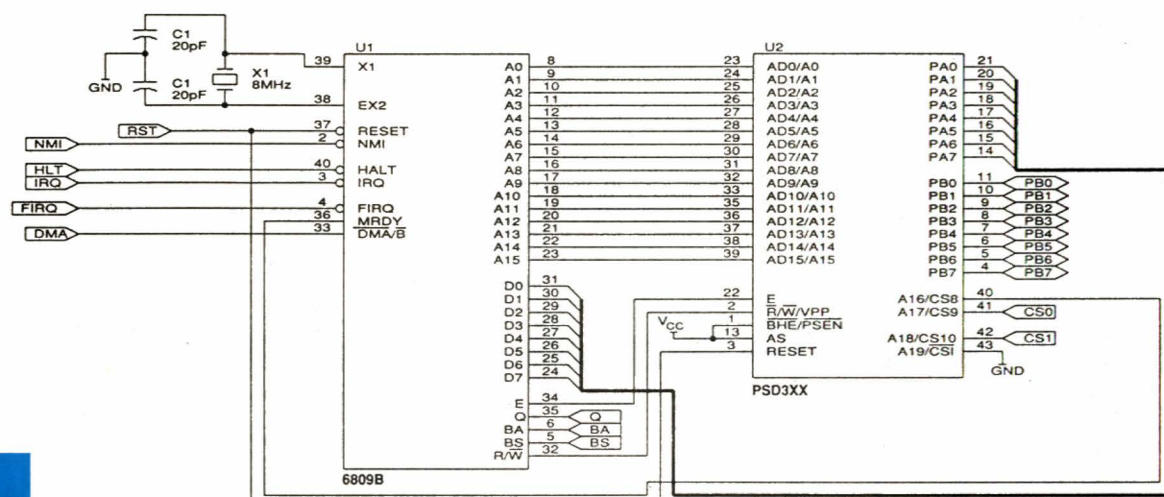 C1
20pF
C1
20pF
GND
X1
8MHz
U1
39 X1
38 EX2
RST 37 RESET
NMI 2 NMI
HLT 40 HALT
IRQ 3 IRQ
FIRQ 4 FIRQ
36 MRDY
DMA 33 DMA/B
A0 8
A1 9
A2 10
A3 11
A4 12
A5 13
A6 14
A7 15
A8 16
A9 17
A10 18
A11 19
A12 20
A13 21
A14 22
A15 23
D0 31
D1 30
D2 29
D3 28
D4 27
D5 26
D6 25
D7 24
E 34
Q 35 Q
BA 6 BA
BS 5 BS
R/W 32
6809B
U2
23 AD0/A0
24 AD1/A1
25 AD2/A2
26 AD3/A3
27 AD4/A4
28 AD5/A5
29 AD6/A6
30 AD7/A7
31 AD8/A8
32 AD9/A9
33 AD10/A10
35 AD11/A11
36 AD12/A12
37 AD13/A13
38 AD14/A14
39 AD15/A15
22 E
2 R/W/VPP
1 BHE/PSEN
VCC 13 AS
3 RESET
PA0 21
PA1 20
PA2 19
PA3 18
PA4 17
PA5 16
PA6 15
PA7 14
PB0 11 PB0
PB1 10 PB1
PB2 9 PB2
PB3 8 PB3
PB4 7 PB4
PB5 6 PB5
PB6 5 PB6
PB7 4 PB7
A16/CS8 40
A17/CS9 41 CS0
A18/CS10 42 CS1
A19/CSI 43
GND
PSD3XX